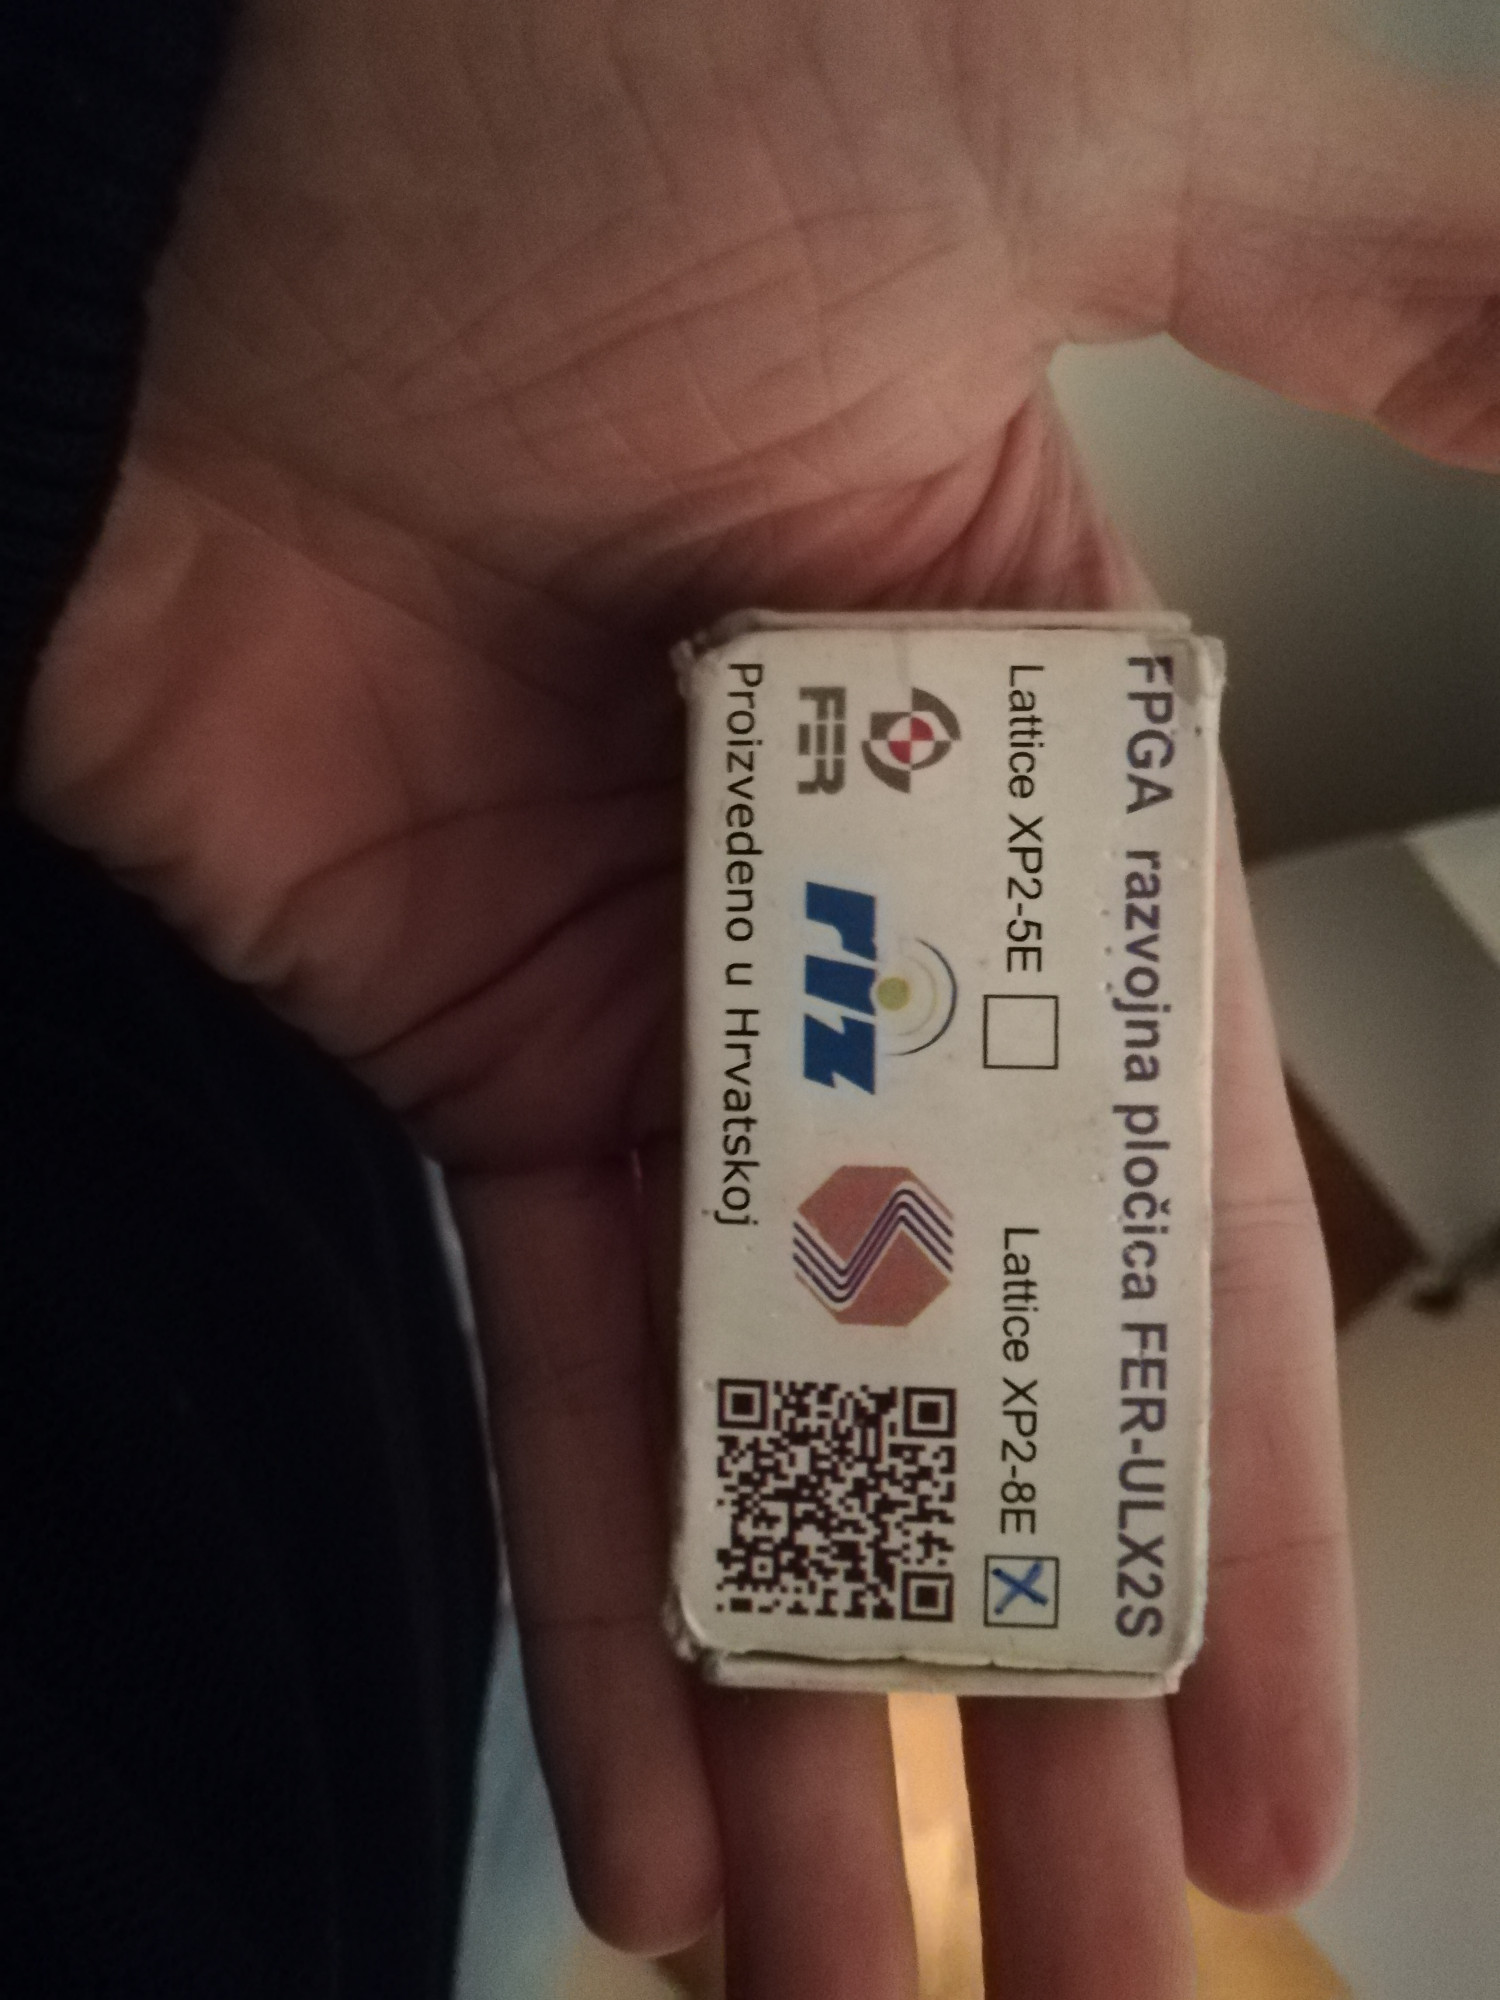 FPGA razvojna pločica FER-ULX2S
Lattice XP2-5E
Lattice XP2-8E X
FER
riz
Proizvedeno u Hrvatskoj